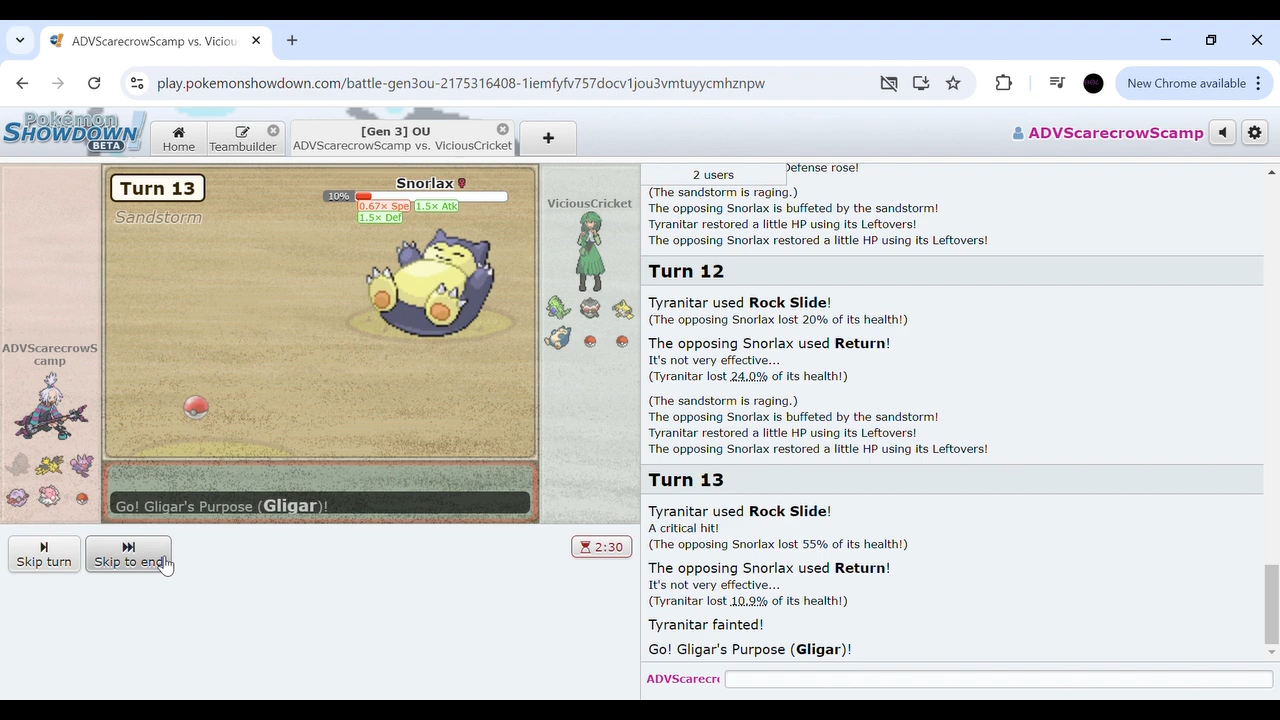 ADVScarecrowScamp vs. Viciou
play.pokemonshowdown.com/battle-gen3ou-2175316408-1iemfyfv757docv1jou3vmtuyycmhznpw
New Chrome available
Pokémon
SHOWDOWN!
BETA
Home
Teambuilder
[Gen 3] OU
ADVScarecrowScamp vs. ViciousCricket
ADVScarecrowScamp
Turn 13
Sandstorm
Snorlax
10%
0.67× Spe
1.5× Atk
1.5× Def
ADVScarecrowS
camp
ViciousCricket
Go! Gligar's Purpose (Gligar)!
Skip turn
Skip to end
2:30
2 users
Defense rose!
(The sandstorm is raging.)
The opposing Snorlax is buffeted by the sandstorm!
Tyranitar restored a little HP using its Leftovers!
The opposing Snorlax restored a little HP using its Leftovers!
Turn 12
Tyranitar used Rock Slide!
(The opposing Snorlax lost 20% of its health!)
The opposing Snorlax used Return!
It's not very effective...
(Tyranitar lost 24.0% of its health!)
(The sandstorm is raging.)
The opposing Snorlax is buffeted by the sandstorm!
Tyranitar restored a little HP using its Leftovers!
The opposing Snorlax restored a little HP using its Leftovers!
Turn 13
Tyranitar used Rock Slide!
A critical hit!
(The opposing Snorlax lost 55% of its health!)
The opposing Snorlax used Return!
It's not very effective...
(Tyranitar lost 10.9% of its health!)
Tyranitar fainted!
Go! Gligar's Purpose (Gligar)!
ADVScarecr